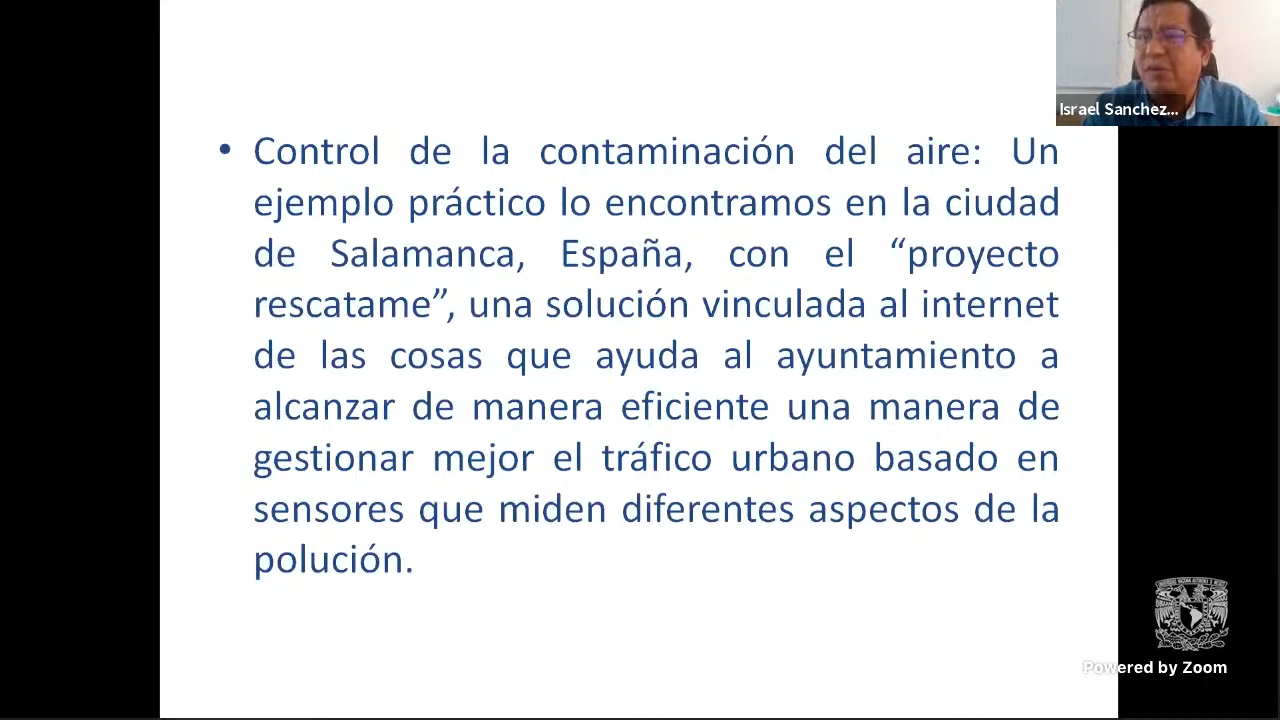 Israel Sanchez...
• Control de la contaminación del aire: Un
ejemplo práctico lo encontramos en la ciudad
de Salamanca, España, con el “proyecto
rescatame”, una solución vinculada al internet
de las cosas que ayuda al ayuntamiento a
alcanzar de manera eficiente una manera de
gestionar mejor el tráfico urbano basado en
sensores que miden diferentes aspectos de la
polución.
Powered by Zoom